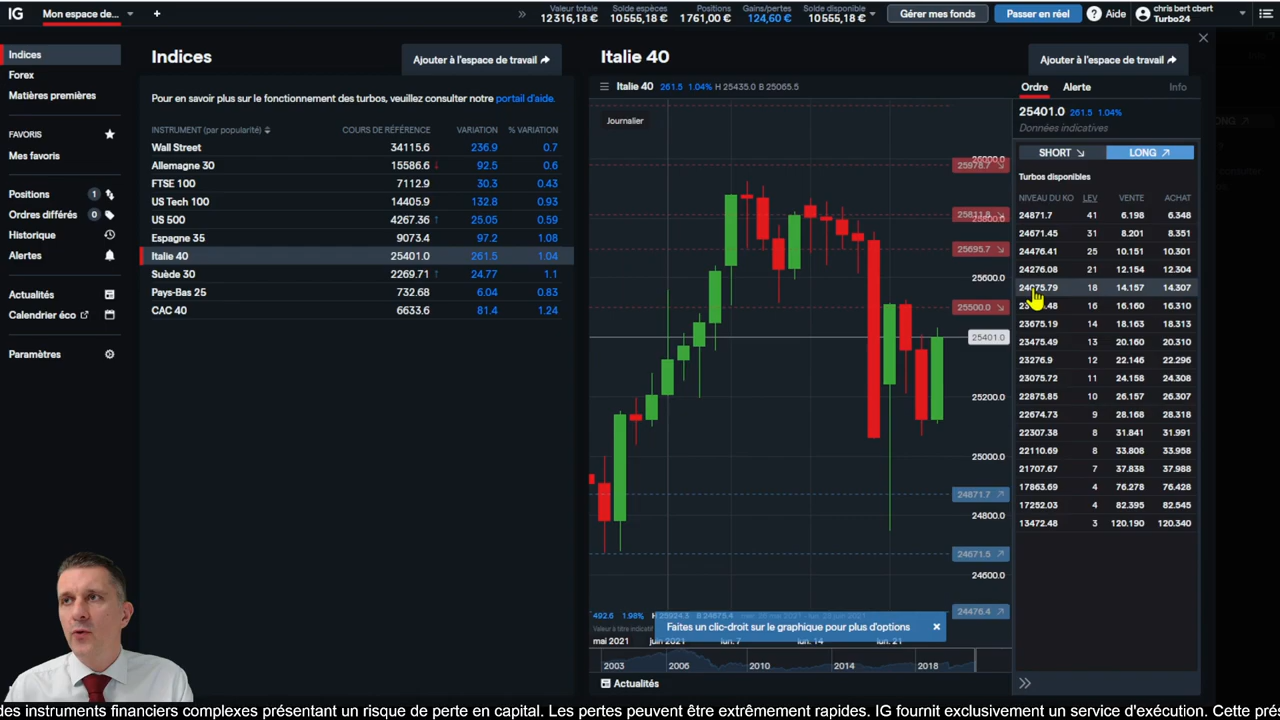 IG Mon espace de... + » Valeur totale 12316,18 € Solde espèces 10555,18 € Positions 1761,00 € Gains/pertes 124,60 € Solde disponible 10555,18 € Gérer mes fonds Passer en réel ? Aide chris bert cbert Turbo24
Indices
Forex
Matières premières
FAVORIS
Mes favoris
Positions 1
Ordres différés 0
Historique
Alertes
Actualités
Calendrier éco
Paramètres
Indices
Ajouter à l'espace de travail
Pour en savoir plus sur le fonctionnement des turbos, veuillez consulter notre portail d'aide.
INSTRUMENT (par popularité) COURS DE RÉFÉRENCE VARIATION % VARIATION
Wall Street 34115.6 236.9 0.7
Allemagne 30 15586.6 92.5 0.6
FTSE 100 7112.9 30.3 0.43
US Tech 100 14405.9 132.8 0.93
US 500 4267.36 25.05 0.59
Espagne 35 9073.4 97.2 1.08
Italie 40 25401.0 261.5 1.04
Suède 30 2269.71 24.77 1.1
Pays-Bas 25 732.68 6.04 0.83
CAC 40 6633.6 81.4 1.24
Italie 40
Ajouter à l'espace de travail
Italie 40 261.5 1.04% H 25435.0 B 25065.5
Journalier
25978.7
25811.8
25695.7
25600.0
25500.0
25401.0
25200.0
25000.0
24871.7
24800.0
24671.5
24600.0
24476.4
492.6 1.98%
Faites un clic-droit sur le graphique pour plus d'options
mai 2021 juin 2021 lun. 7 lun. 14 lun. 21
2003 2006 2010 2014 2018
Actualités
Ordre Alerte Info
25401.0 261.5 1.04%
Données indicatives
SHORT LONG
Turbos disponibles
NIVEAU DU KO LEV VENTE ACHAT
24871.7 41 6.198 6.348
24671.45 31 8.201 8.351
24476.41 25 10.151 10.301
24276.08 21 12.154 12.304
24075.79 18 14.157 14.307
16 16.160 16.310
23675.19 14 18.163 18.313
23475.49 13 20.160 20.310
23276.9 12 22.146 22.296
23075.72 11 24.158 24.308
22875.85 10 26.157 26.307
22674.73 9 28.168 28.318
22307.38 8 31.841 31.991
22110.69 8 33.808 33.958
21707.67 7 37.838 37.988
17863.69 4 76.278 76.428
17252.03 4 82.395 82.545
13472.48 3 120.190 120.340
des instruments financiers complexes présentant un risque de perte en capital. Les pertes peuvent être extrêmement rapides. IG fournit exclusivement un service d'exécution. Cette pré